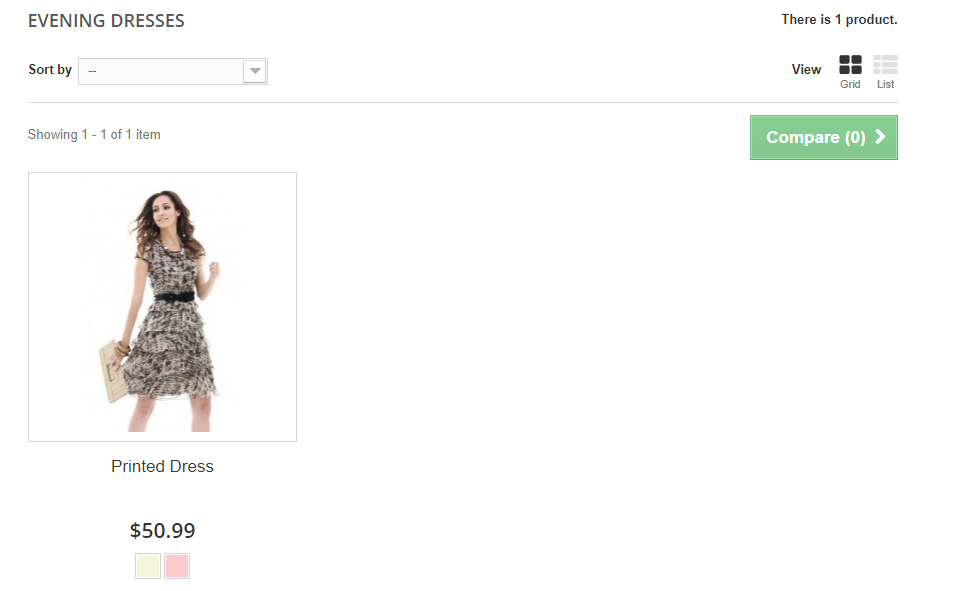 EVENING DRESSES
There is 1 product.
Sort by
--
View
Grid
List
Showing 1 - 1 of 1 item
Compare (0)
Printed Dress
$50.99